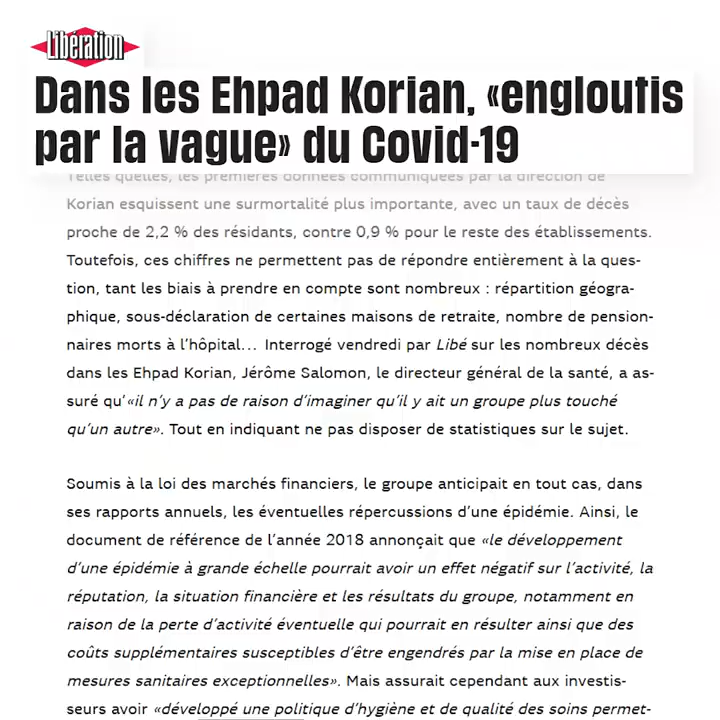 Libération
Dans les Ehpad Korian, «engloutis
par la vague» du Covid-19
Telles quelles, les premières données communiquées par la direction de
Korian esquissent une surmortalité plus importante, avec un taux de décès
proche de 2,2 % des résidants, contre 0,9 % pour le reste des établissements.
Toutefois, ces chiffres ne permettent pas de répondre entièrement à la ques-
tion, tant les biais à prendre en compte sont nombreux : répartition géogra-
phique, sous-déclaration de certaines maisons de retraite, nombre de pension-
naires morts à l'hôpital… Interrogé vendredi par Libé sur les nombreux décès
dans les Ehpad Korian, Jérôme Salomon, le directeur général de la santé, a as-
suré qu'«il n'y a pas de raison d'imaginer qu'il y ait un groupe plus touché
qu'un autre». Tout en indiquant ne pas disposer de statistiques sur le sujet.
Soumis à la loi des marchés financiers, le groupe anticipait en tout cas, dans
ses rapports annuels, les éventuelles répercussions d'une épidémie. Ainsi, le
document de référence de l'année 2018 annonçait que «le développement
d'une épidémie à grande échelle pourrait avoir un effet négatif sur l'activité, la
réputation, la situation financière et les résultats du groupe, notamment en
raison de la perte d'activité éventuelle qui pourrait en résulter ainsi que des
coûts supplémentaires susceptibles d'être engendrés par la mise en place de
mesures sanitaires exceptionnelles». Mais assurait cependant aux investis-
seurs avoir «développé une politique d'hygiène et de qualité des soins permet-